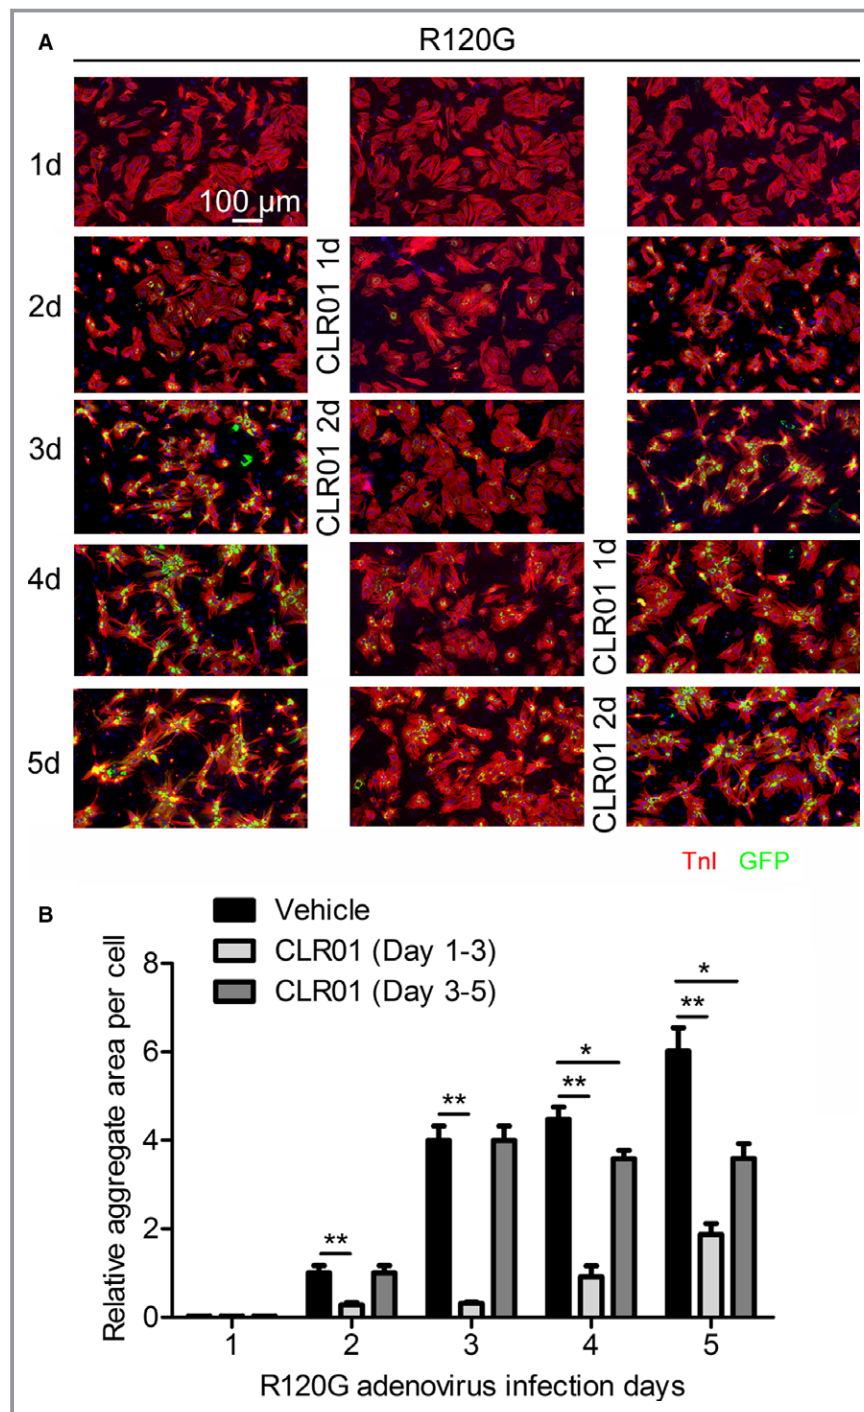 A
R120G
1d
100 µm
2d
CLR01 1d
3d
CLR01 2d
4d
CLR01 1d
5d
CLR01 2d
TnI GFP
B
Vehicle
CLR01 (Day 1-3)
CLR01 (Day 3-5)
Relative aggregate area per cell
8
6
4
2
0
**
**
*
**
*
**
1 2 3 4 5
R120G adenovirus infection days